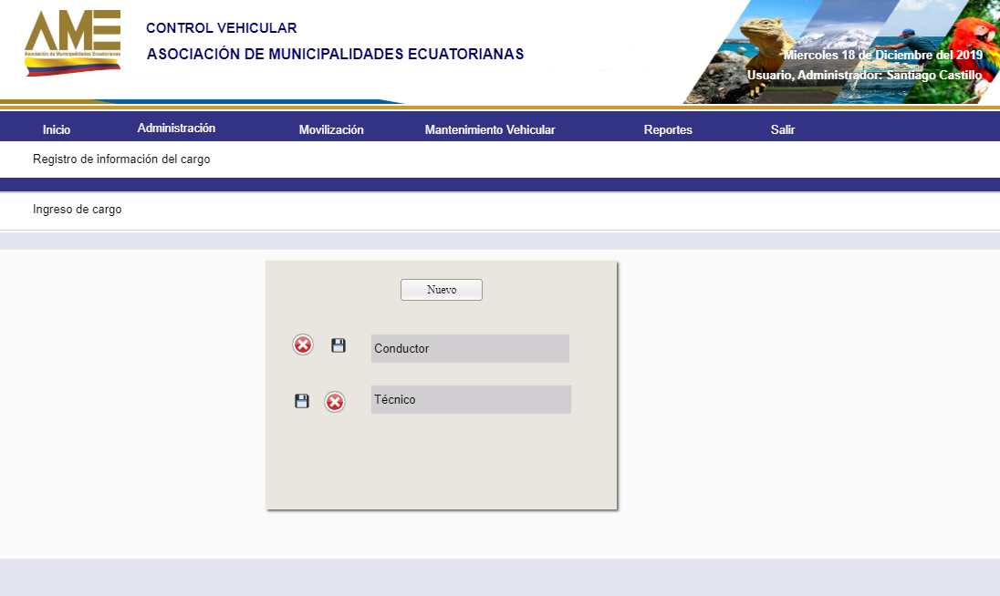 AME
Asociación de Municipalidades Ecuatorianas
CONTROL VEHICULAR
ASOCIACIÓN DE MUNICIPALIDADES ECUATORIANAS
Miercoles 18 de Diciembre del 2019
Usuario, Administrador: Santiago Castillo
Inicio Administración Movilización Mantenimiento Vehicular Reportes Salir
Registro de información del cargo
Ingreso de cargo
Nuevo
Conductor
Técnico